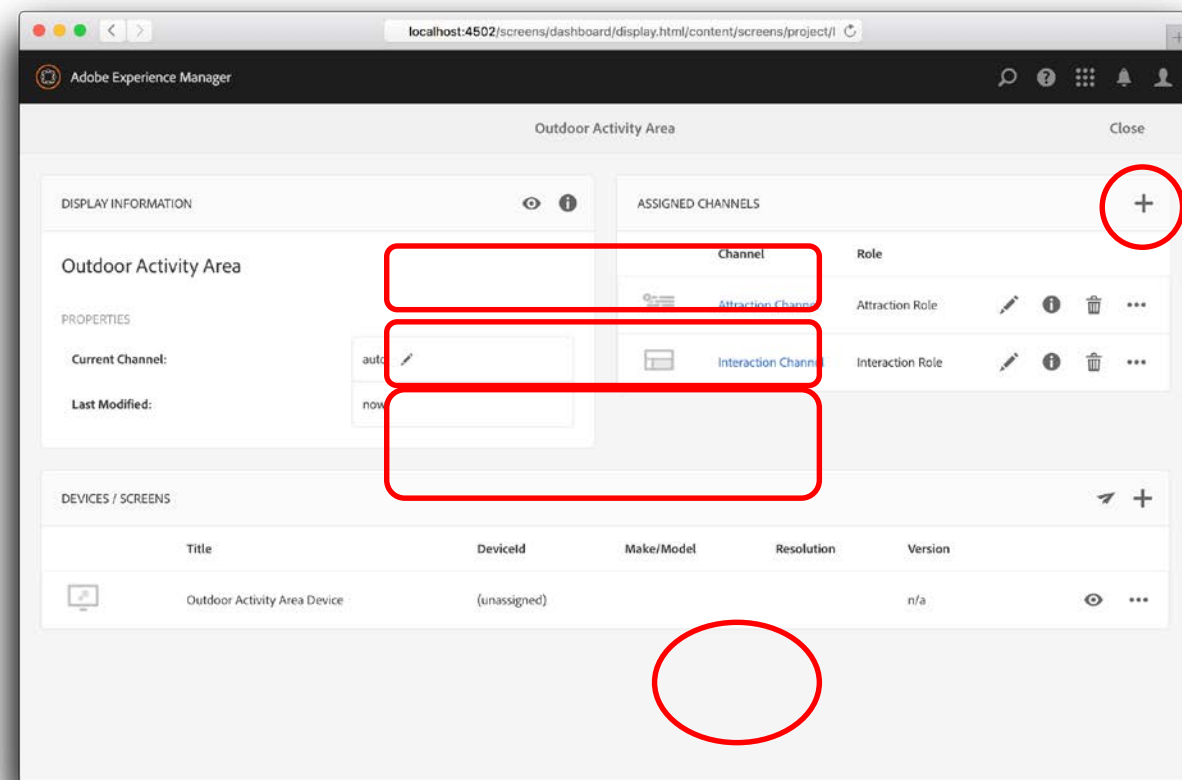 localhost:4502/screens/dashboard/display.html/content/screens/project/l
Adobe Experience Manager
Outdoor Activity Area
Close
DISPLAY INFORMATION
Outdoor Activity Area
PROPERTIES
Current Channel: auto
Last Modified: now
ASSIGNED CHANNELS
Channel Role
Attraction Channel Attraction Role
Interaction Channel Interaction Role
DEVICES / SCREENS
Title DeviceId Make/Model Resolution Version
Outdoor Activity Area Device (unassigned) n/a